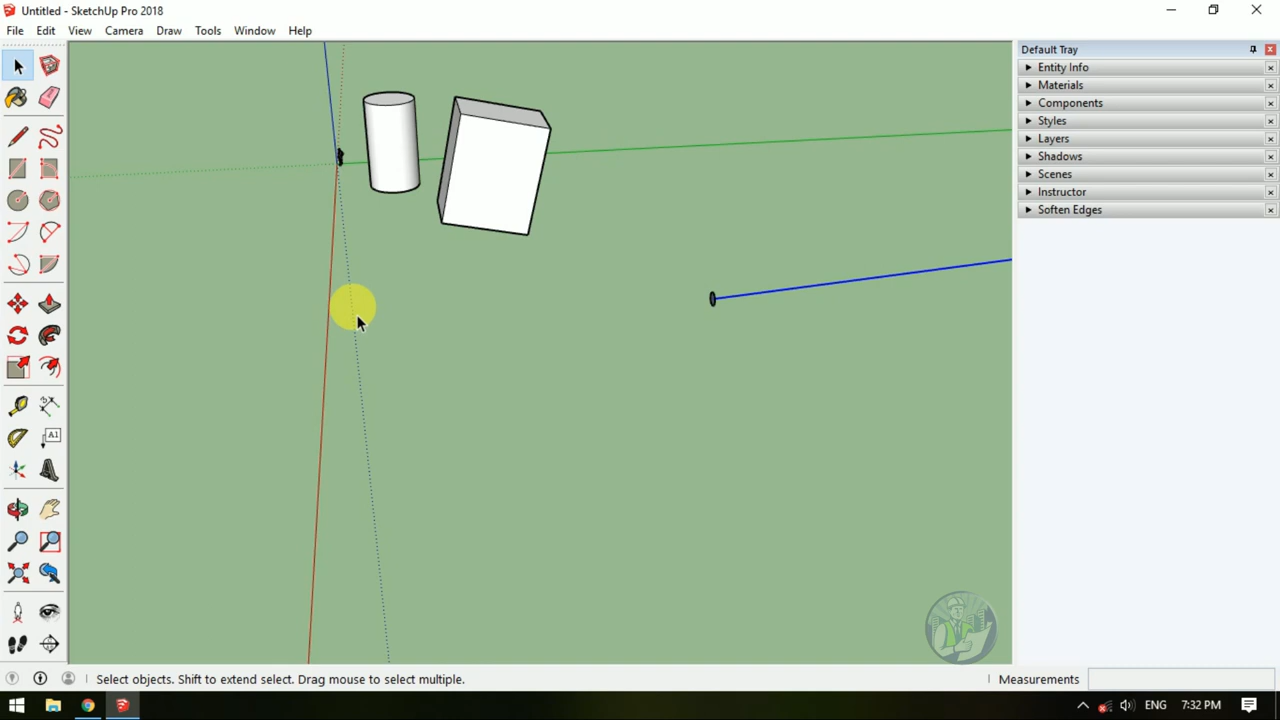 Untitled - SketchUp Pro 2018
File Edit View Camera Draw Tools Window Help
Default Tray
Entity Info
Materials
Components
Styles
Layers
Shadows
Scenes
Instructor
Soften Edges
A1
Select objects. Shift to extend select. Drag mouse to select multiple.
Measurements
ENG 7:32 PM